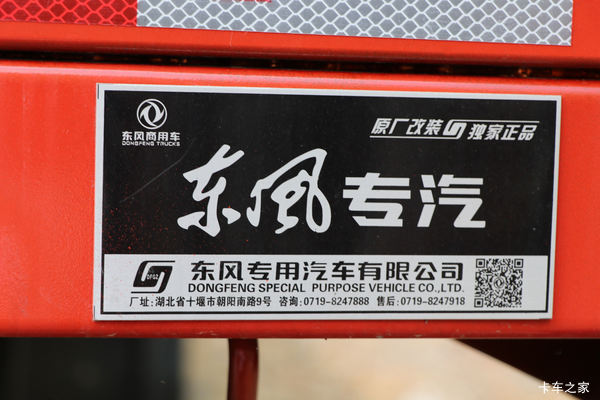 东风商用车
DONGFENG TRUCKS
原厂改装 独家正品
东风专汽
DFQZ
东风专用汽车有限公司
DONGFENG SPECIAL PURPOSE VEHICLE CO.,LTD.
厂址:湖北省十堰市朝阳南路9号 咨询:0719-8247888 售后:0719-8247918
卡车之家